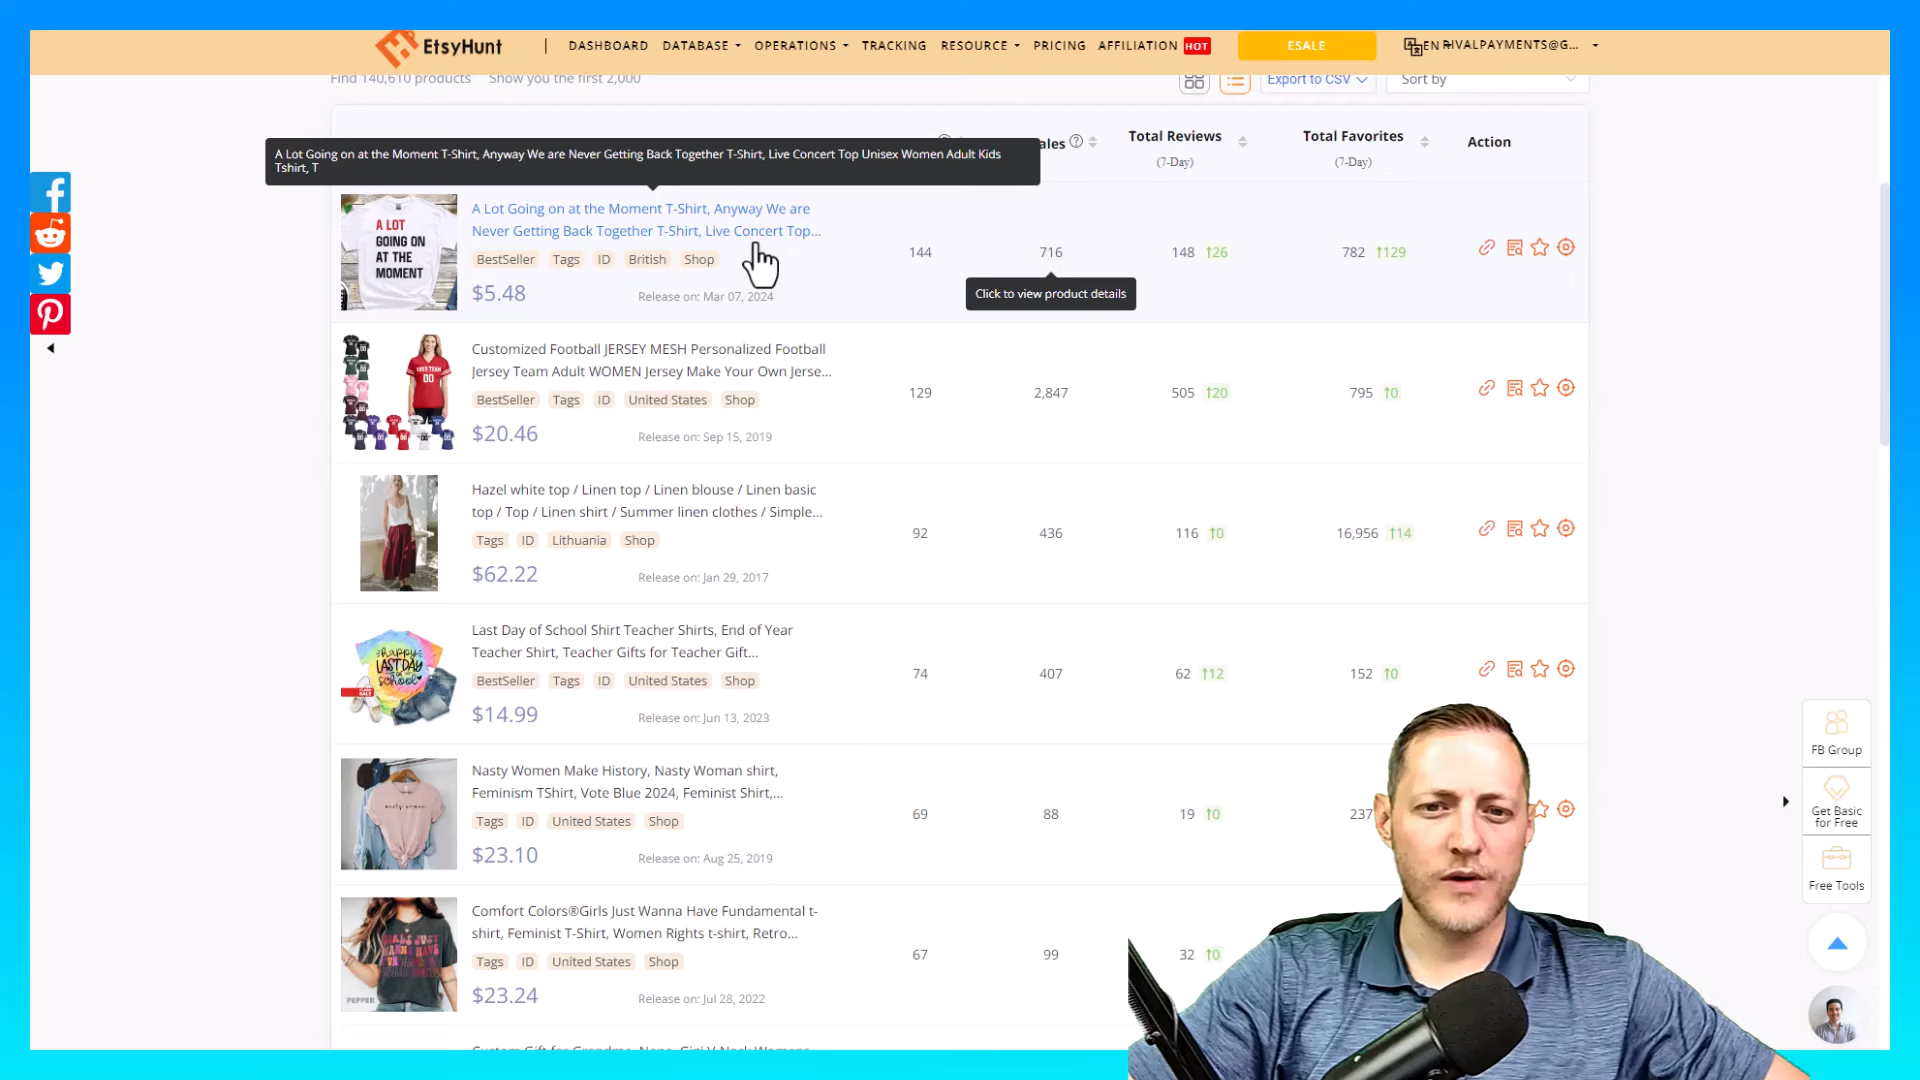 EtsyHunt
DASHBOARD DATABASE OPERATIONS TRACKING RESOURCE PRICING AFFILIATION HOT ESALE EN RIVALPAYMENTS@G...
Find 140,610 products Show you the first 2,000 Export to CSV Sort by
ales Total Reviews (7-Day) Total Favorites (7-Day) Action
A Lot Going on at the Moment T-Shirt, Anyway We are Never Getting Back Together T-Shirt, Live Concert Top Unisex Women Adult Kids
Tshirt, T
A LOT
GOING ON
AT THE
MOMENT
A Lot Going on at the Moment T-Shirt, Anyway We are
Never Getting Back Together T-Shirt, Live Concert Top...
BestSeller Tags ID British Shop
$5.48 Release on: Mar 07, 2024
144 716 148 ↑26 782 ↑129
Click to view product details
Customized Football JERSEY MESH Personalized Football
Jersey Team Adult WOMEN Jersey Make Your Own Jerse...
BestSeller Tags ID United States Shop
$20.46 Release on: Sep 15, 2019
129 2,847 505 ↑20 795 ↑0
Hazel white top / Linen top / Linen blouse / Linen basic
top / Top / Linen shirt / Summer linen clothes / Simple...
Tags ID Lithuania Shop
$62.22 Release on: Jan 29, 2017
92 436 116 ↑0 16,956 ↑14
happy
LAST DAY
of
school
Last Day of School Shirt Teacher Shirts, End of Year
Teacher Shirt, Teacher Gifts for Teacher Gift...
BestSeller Tags ID United States Shop
$14.99 Release on: Jun 13, 2023
74 407 62 ↑12 152 ↑0
Nasty Women Make History, Nasty Woman shirt,
Feminism TShirt, Vote Blue 2024, Feminist Shirt,...
Tags ID United States Shop
$23.10 Release on: Aug 25, 2019
69 88 19 ↑0 237
PEPPER
Comfort Colors®Girls Just Wanna Have Fundamental t-
shirt, Feminist T-Shirt, Women Rights t-shirt, Retro...
Tags ID United States Shop
$23.24 Release on: Jul 28, 2022
67 99 32 ↑0
FB Group
Get Basic
for Free
Free Tools